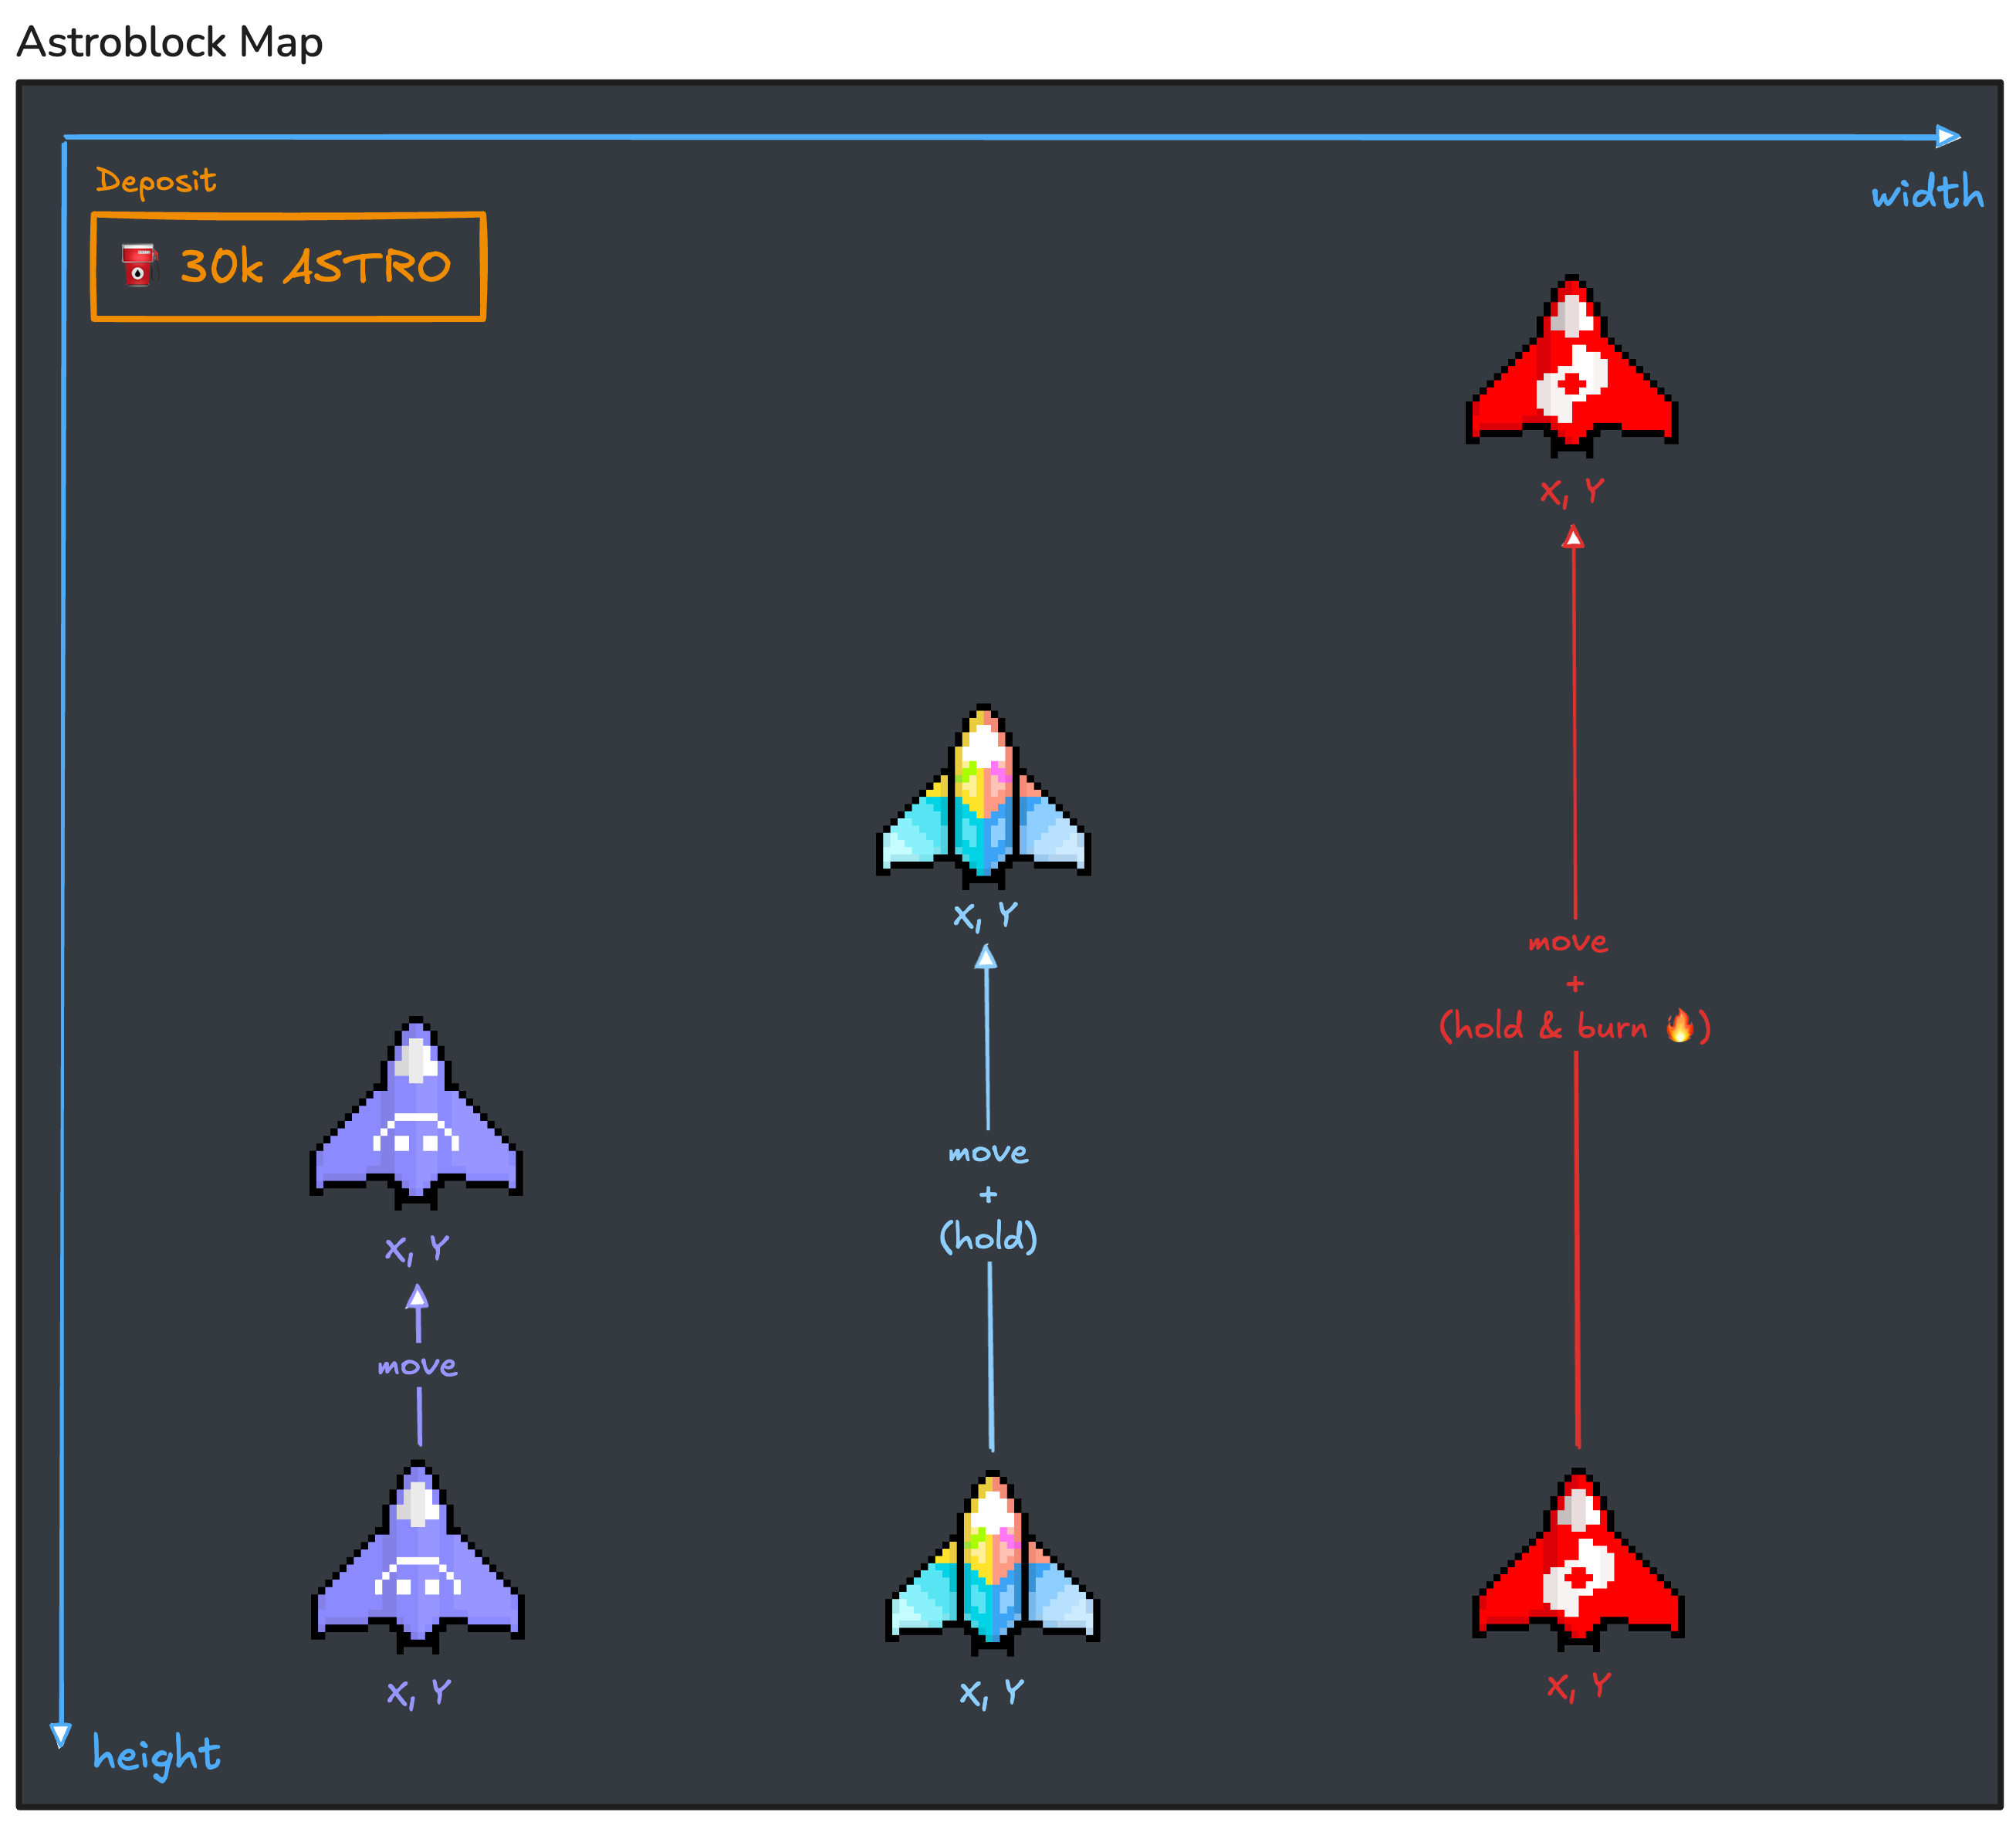 Astroblock Map
width
Deposit
30k ASTRO
x, Y
x, Y
move
+
(hold & burn 🔥)
x, Y
move
+
(hold)
move
x, Y
x, Y
x, Y
height